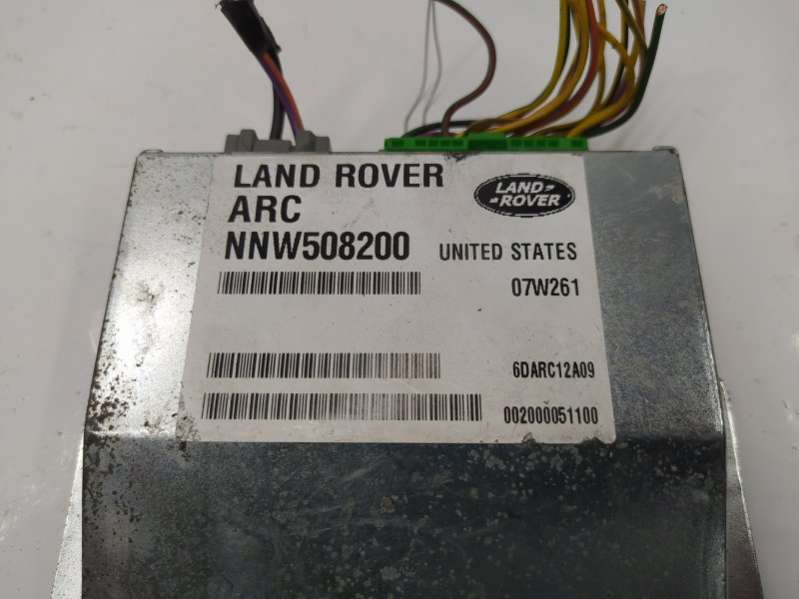 LAND ROVER
LAND-
-ROVER
ARC
NNW508200 UNITED STATES
07W261
6DARC12A09
002000051100